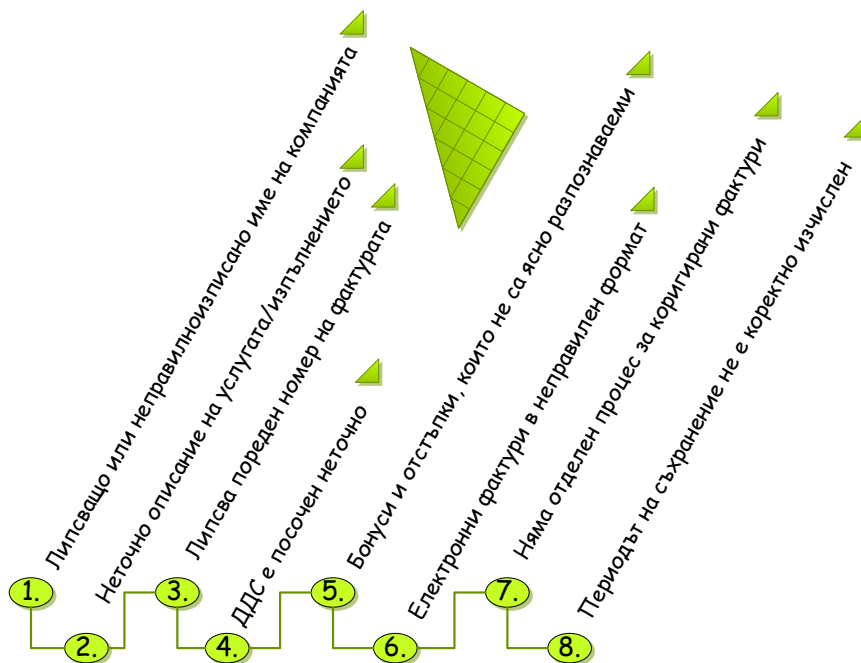 1. Липсващо или неправилноизписано име на компанията
2. Неточно описание на услугата/изпълнението
3. Липсва пореден номер на фактурата
4. ДДС е посочен неточно
5. Бонуси и отстъпки, които не са ясно разпознаваеми
6. Електронни фактури в неправилен формат
7. Няма отделен процес за коригирани фактури
8. Периодът на съхранение не е коректно изчислен